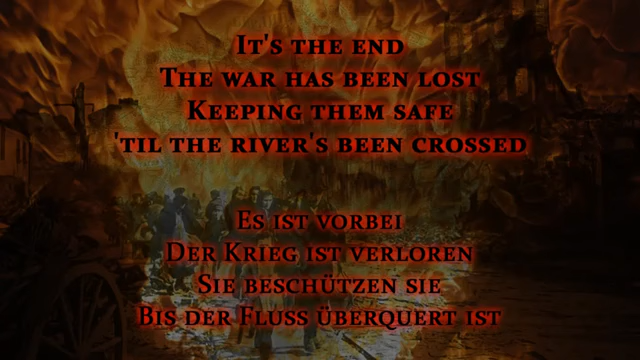 It's the end
The war has been lost
Keeping them safe
'til the river's been crossed
Es ist vorbei
Der Krieg ist verloren
Sie beschützen sie
Bis der Fluss überquert ist